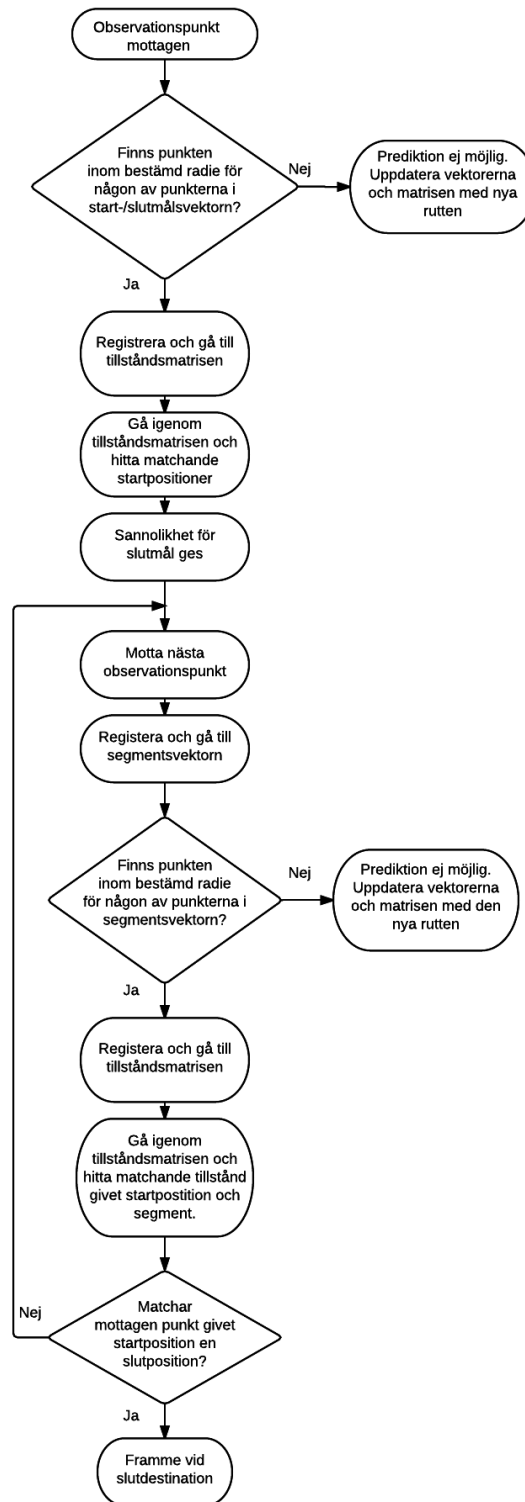 Observationspunkt
mottagen
Finns punkten
inom bestämd radie för
någon av punkterna i
start-/slutmålsvektorn?
Nej
Prediktion ej möjlig.
Uppdatera vektorerna
och matrisen med nya
rutten
Ja
Registrera och gå till
tillståndsmatrisen
Gå igenom
tillståndsmatrisen och
hitta matchande
startpositioner
Sannolikhet för
slutmål ges
Motta nästa
observationspunkt
Registera och gå till
segmentsvektorn
Finns punkten
inom bestämd radie
för någon av punkterna i
segmentsvektorn?
Nej
Prediktion ej möjlig.
Uppdatera vektorerna
och matrisen med den
nya rutten
Ja
Registera och gå till
tillståndsmatrisen
Gå igenom
tillståndsmatrisen och
hitta matchande tillstånd
givet startpostition och
segment.
Nej
Matchar
mottagen punkt givet
startposition en
slutposition?
Ja
Framme vid
slutdestination